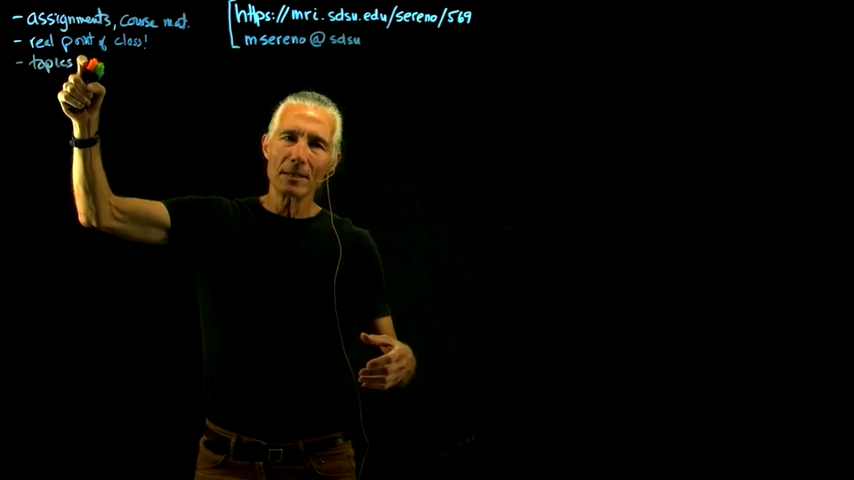 - assignments, course mat.
- real point of class!
- topics
https://mri.sdsu.edu/sereno/569
msereno@sdsu